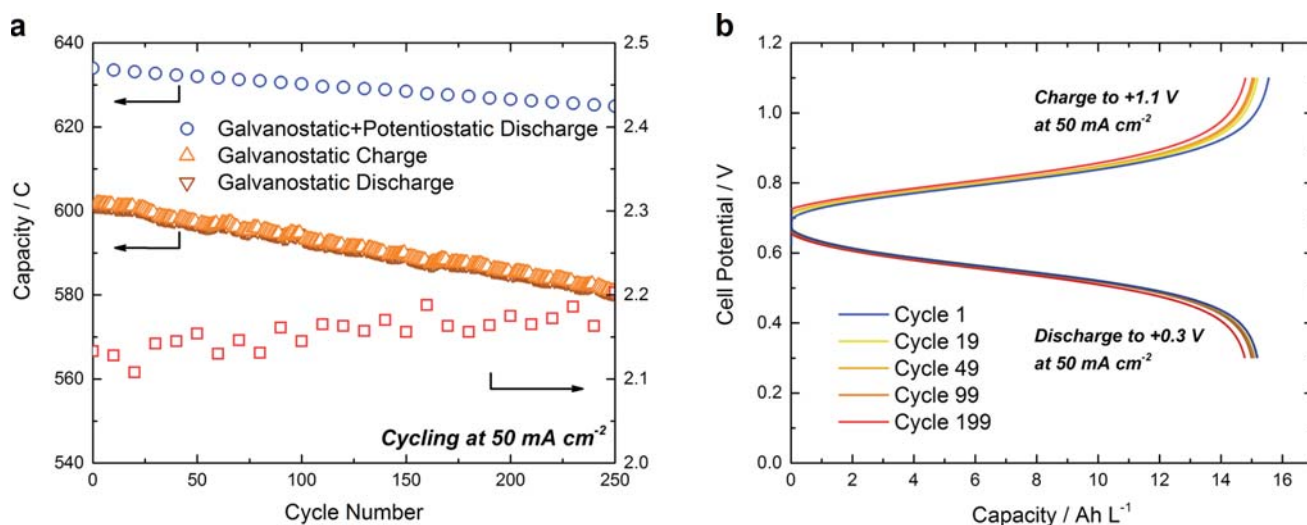 a
640
620
600
580
560
540
Capacity / C
2.5
2.4
2.3
2.2
2.1
2.0
Galvanostatic+Potentiostatic Discharge
Galvanostatic Charge
Galvanostatic Discharge
Cycling at 50 mA cm⁻²
0 50 100 150 200 250
Cycle Number
b
1.2
1.0
0.8
0.6
0.4
0.2
0.0
Cell Potential / V
Charge to +1.1 V
at 50 mA cm⁻²
Cycle 1
Cycle 19
Cycle 49
Cycle 99
Cycle 199
Discharge to +0.3 V
at 50 mA cm⁻²
0 2 4 6 8 10 12 14 16
Capacity / Ah L⁻¹